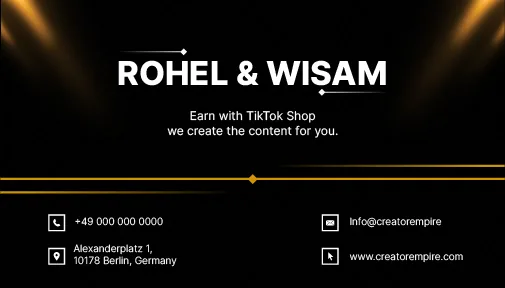 ROHEL & WISAM
Earn with TikTok Shop
we create the content for you.
+49 000 000 0000
Info@creatorempire
Alexanderplatz 1,
10178 Berlin, Germany
www.creatorempire.com